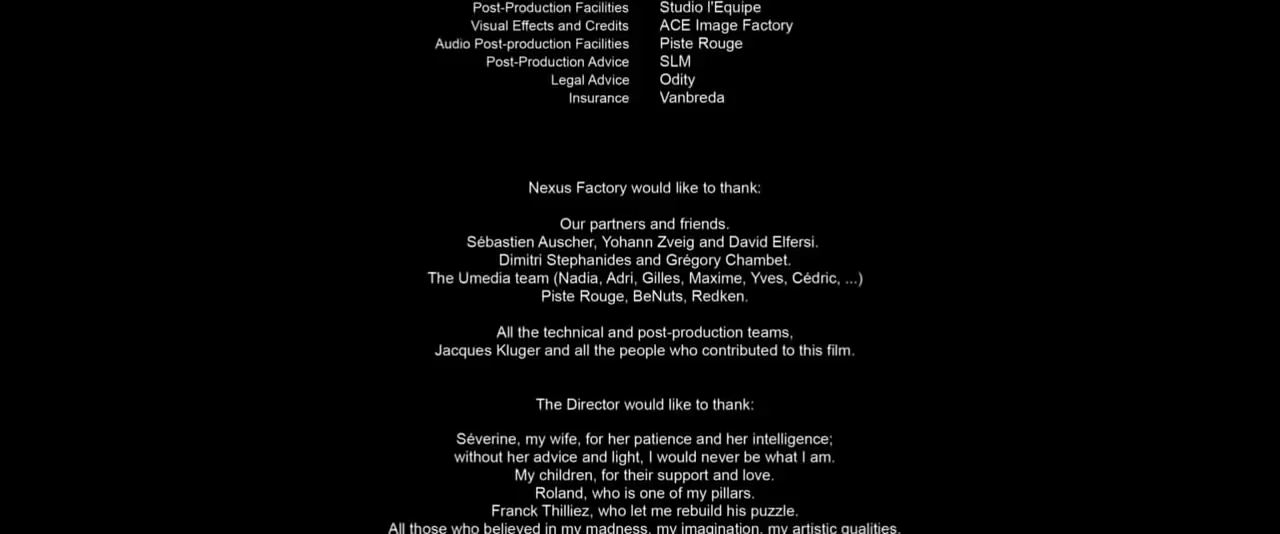 Post-Production Facilities Studio l'Equipe
Visual Effects and Credits ACE Image Factory
Audio Post-production Facilities Piste Rouge
Post-Production Advice SLM
Legal Advice Odity
Insurance Vanbreda
Nexus Factory would like to thank:
Our partners and friends.
Sébastien Auscher, Yohann Zveig and David Elfersi.
Dimitri Stephanides and Grégory Chambet.
The Umedia team (Nadia, Adri, Gilles, Maxime, Yves, Cédric, ...)
Piste Rouge, BeNuts, Redken.
All the technical and post-production teams,
Jacques Kluger and all the people who contributed to this film.
The Director would like to thank:
Séverine, my wife, for her patience and her intelligence;
without her advice and light, I would never be what I am.
My children, for their support and love.
Roland, who is one of my pillars.
Franck Thilliez, who let me rebuild his puzzle.
All those who believed in my madness, my imagination, my artistic qualities.